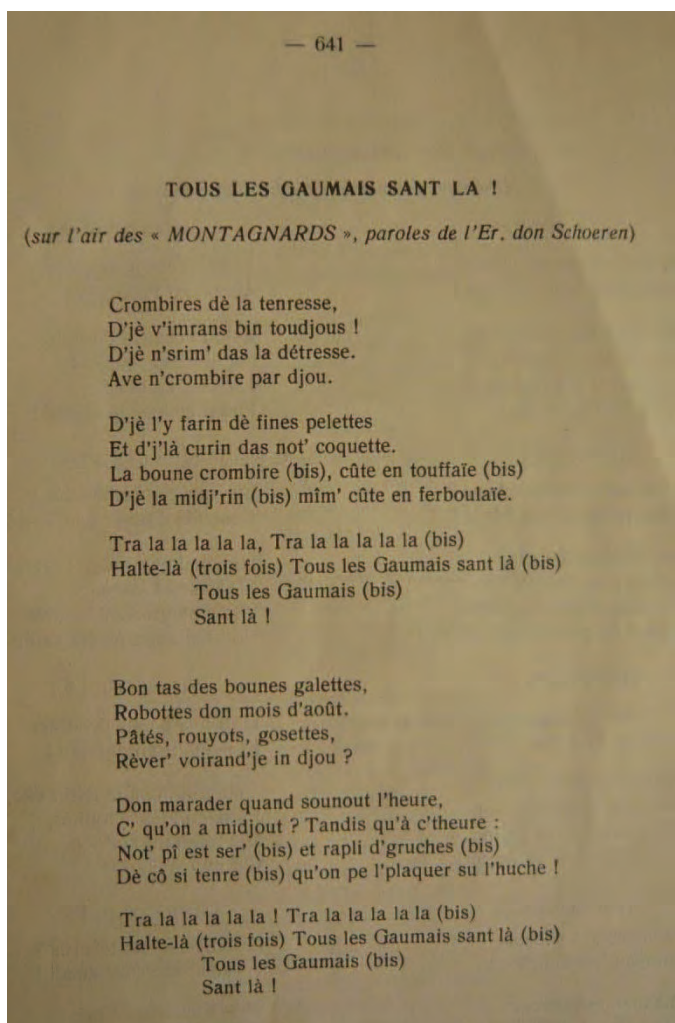 — 641 —
TOUS LES GAUMAIS SANT LA !
(sur l'air des « MONTAGNARDS », paroles de l'Er. don Schoeren)
Crombires dè la tenresse,
D'jè v'imrans bin toudjous !
D'jè n'srim' das la détresse.
Ave n'crombire par djou.
D'jè l'y farin dè fines pelettes
Et d'j'là curin das not' coquette.
La boune crombire (bis), cûte en touffaïe (bis)
D'jè la midj'rin (bis) mîm' cûte en ferboulaïe.
Tra la la la la la, Tra la la la la la (bis)
Halte-là (trois fois) Tous les Gaumais sant là (bis)
Tous les Gaumais (bis)
Sant là !
Bon tas des bounes galettes,
Robottes don mois d'août.
Pâtés, rouyots, gosettes,
Rèver' voirand'je in djou ?
Don marader quand sounout l'heure,
C' qu'on a midjout ? Tandis qu'à c'theure :
Not' pî est ser' (bis) et rapli d'gruches (bis)
Dè cô si tenre (bis) qu'on pe l'plaquer su l'huche !
Tra la la la la la ! Tra la la la la la (bis)
Halte-là (trois fois) Tous les Gaumais sant là (bis)
Tous les Gaumais (bis)
Sant là !